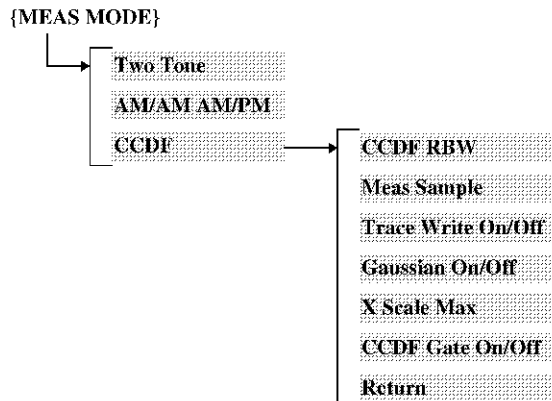 {MEAS MODE}
Two Tone
AM/AM AM/PM
CCDF
CCDF RBW
Meas Sample
Trace Write On/Off
Gaussian On/Off
X Scale Max
CCDF Gate On/Off
Return